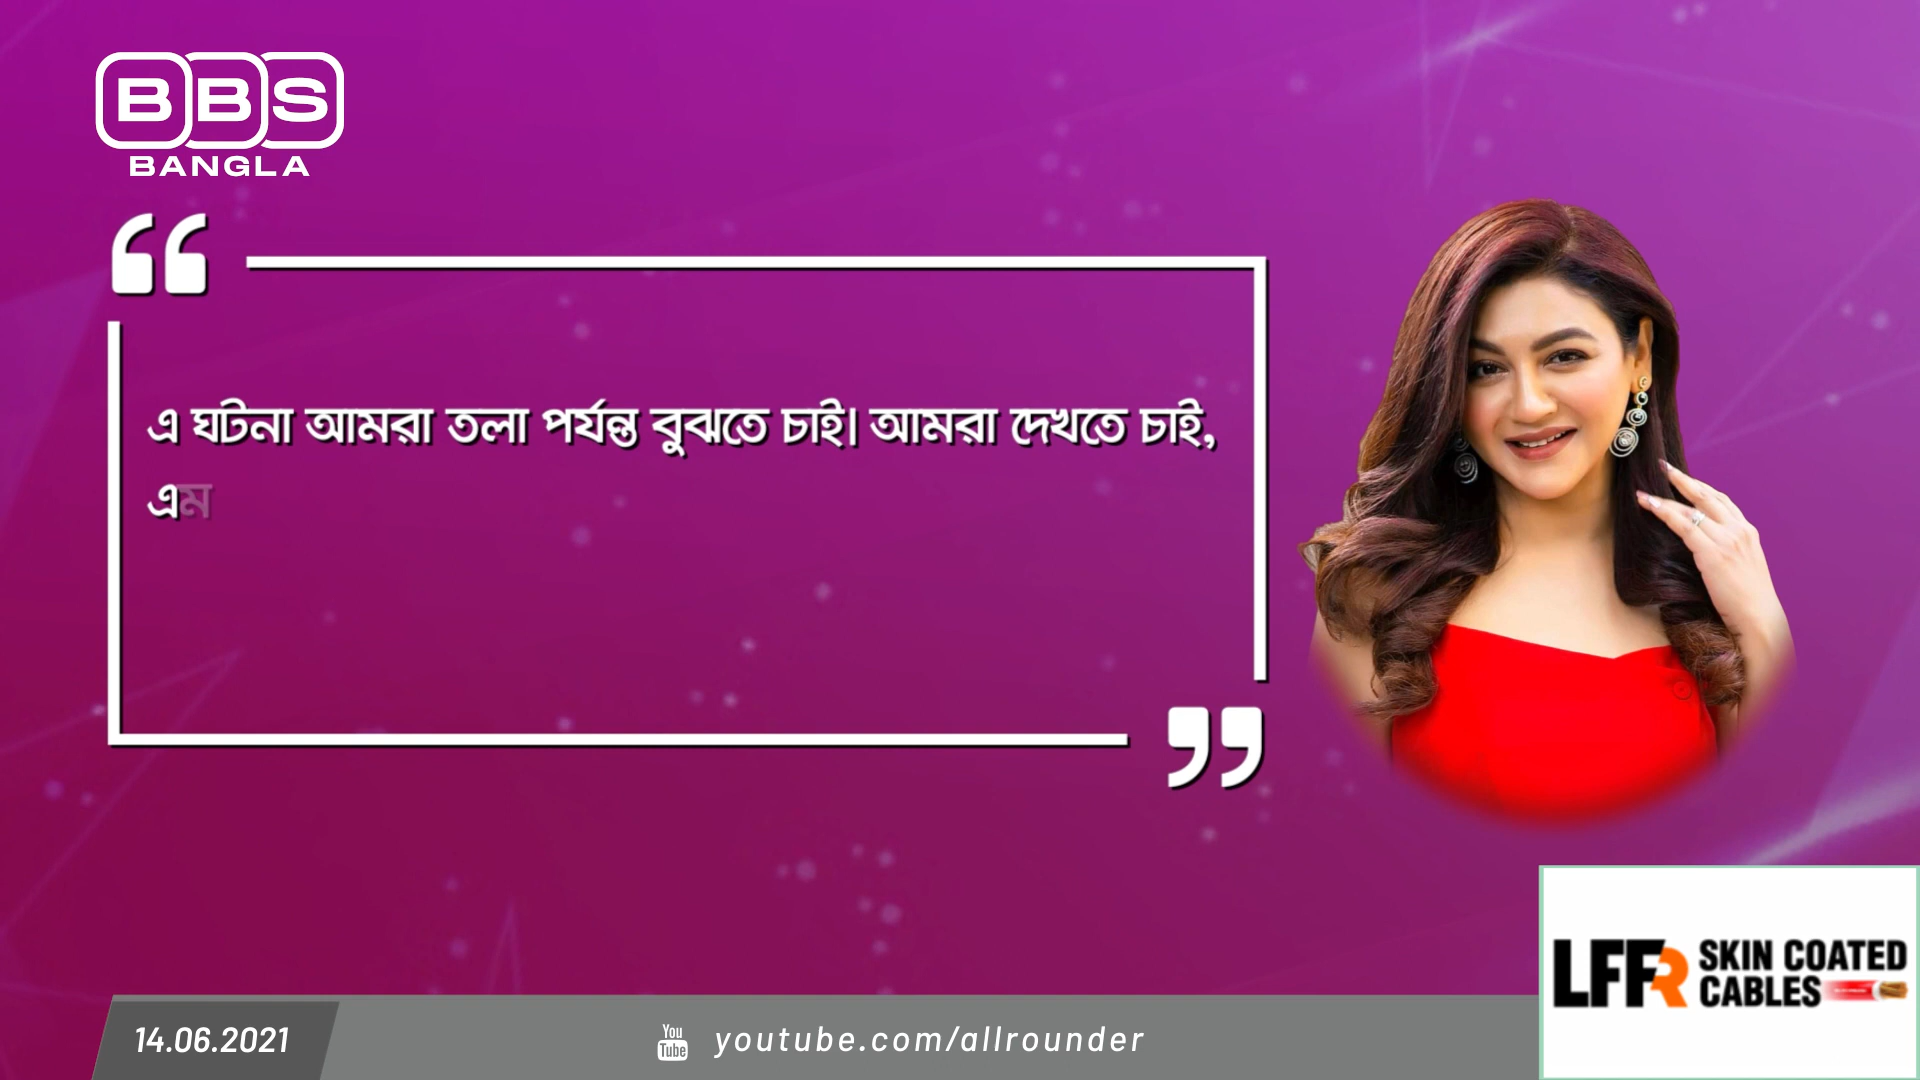 BBS
BANGLA
এ ঘটনা আমরা তলা পর্যন্ত বুঝতে চাই। আমরা দেখতে চাই,
এম
14.06.2021
You
Tube
youtube.com/allrounder
LFFR SKIN COATED
CABLES